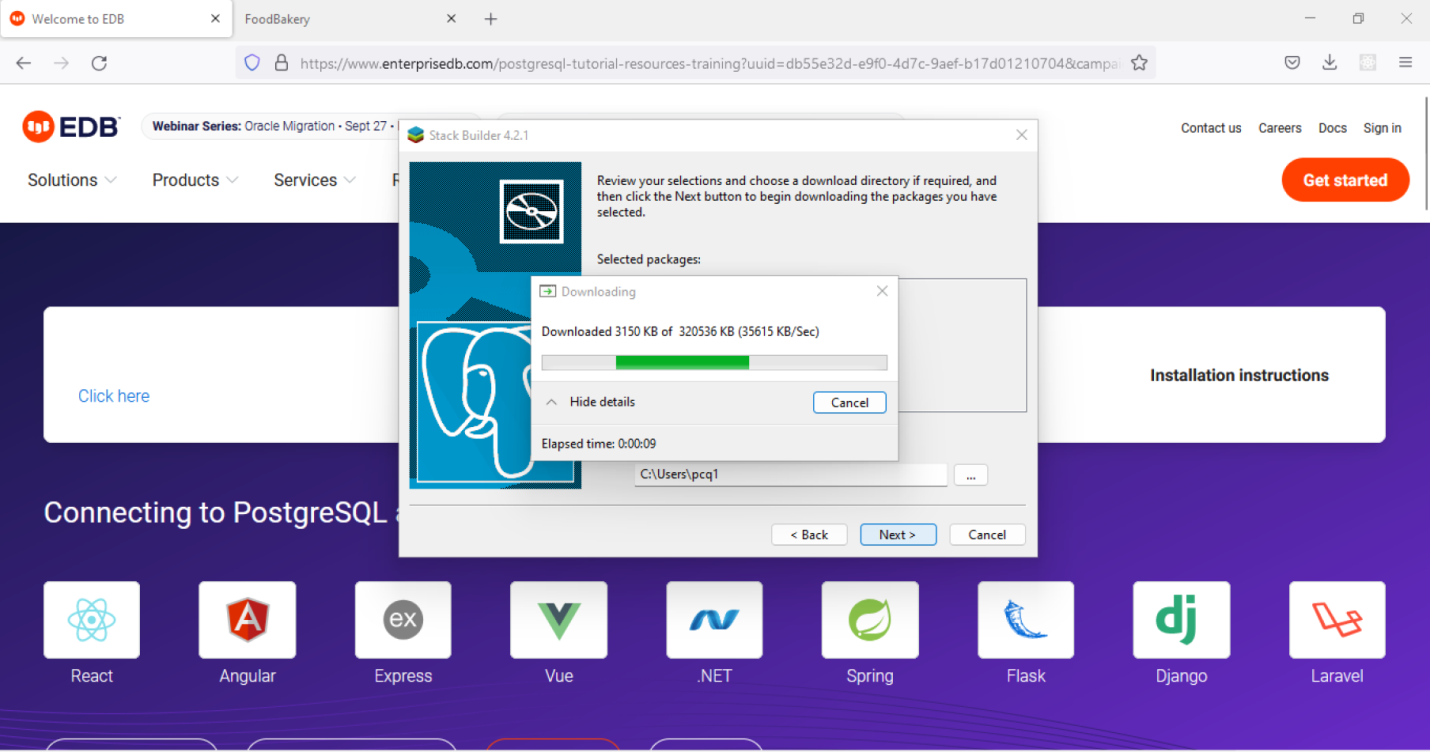 Welcome to EDB
FoodBakery
https://www.enterprisedb.com/postgresql-tutorial-resources-training?uuid=db55e32d-e9f0-4d7c-9aef-b17d01210704&campai
EDB
Webinar Series: Oracle Migration • Sept 27 •
Contact us Careers Docs Sign in
Solutions Products Services
Get started
Stack Builder 4.2.1
Review your selections and choose a download directory if required, and
then click the Next button to begin downloading the packages you have
selected.
Selected packages:
Downloading
Downloaded 3150 KB of 320536 KB (35615 KB/Sec)
Hide details
Cancel
Elapsed time: 0:00:09
C:\Users\pcq1
...
< Back
Next >
Cancel
Click here
Installation instructions
Connecting to PostgreSQL
ex
dj
React
Angular
Express
Vue
.NET
Spring
Flask
Django
Laravel